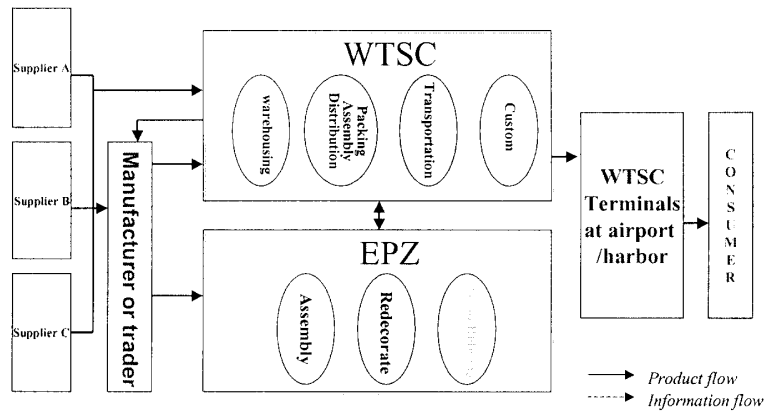 Supplier A
Supplier B
Supplier C
Manufacturer or trader
WTSC
warehousing
Packing
Assembly
Distribution
Transportation
Custom
EPZ
Assembly
Redecorate
WTSC
Terminals
at airport
/harbor
CONSUMER
Product flow
Information flow